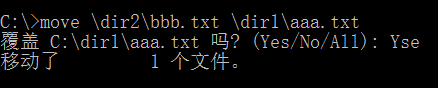 C:\>move \dir2\bbb.txt \dir1\aaa.txt
覆盖 C:\dir1\aaa.txt 吗? (Yes/No/All): Yse
移动了         1 个文件。